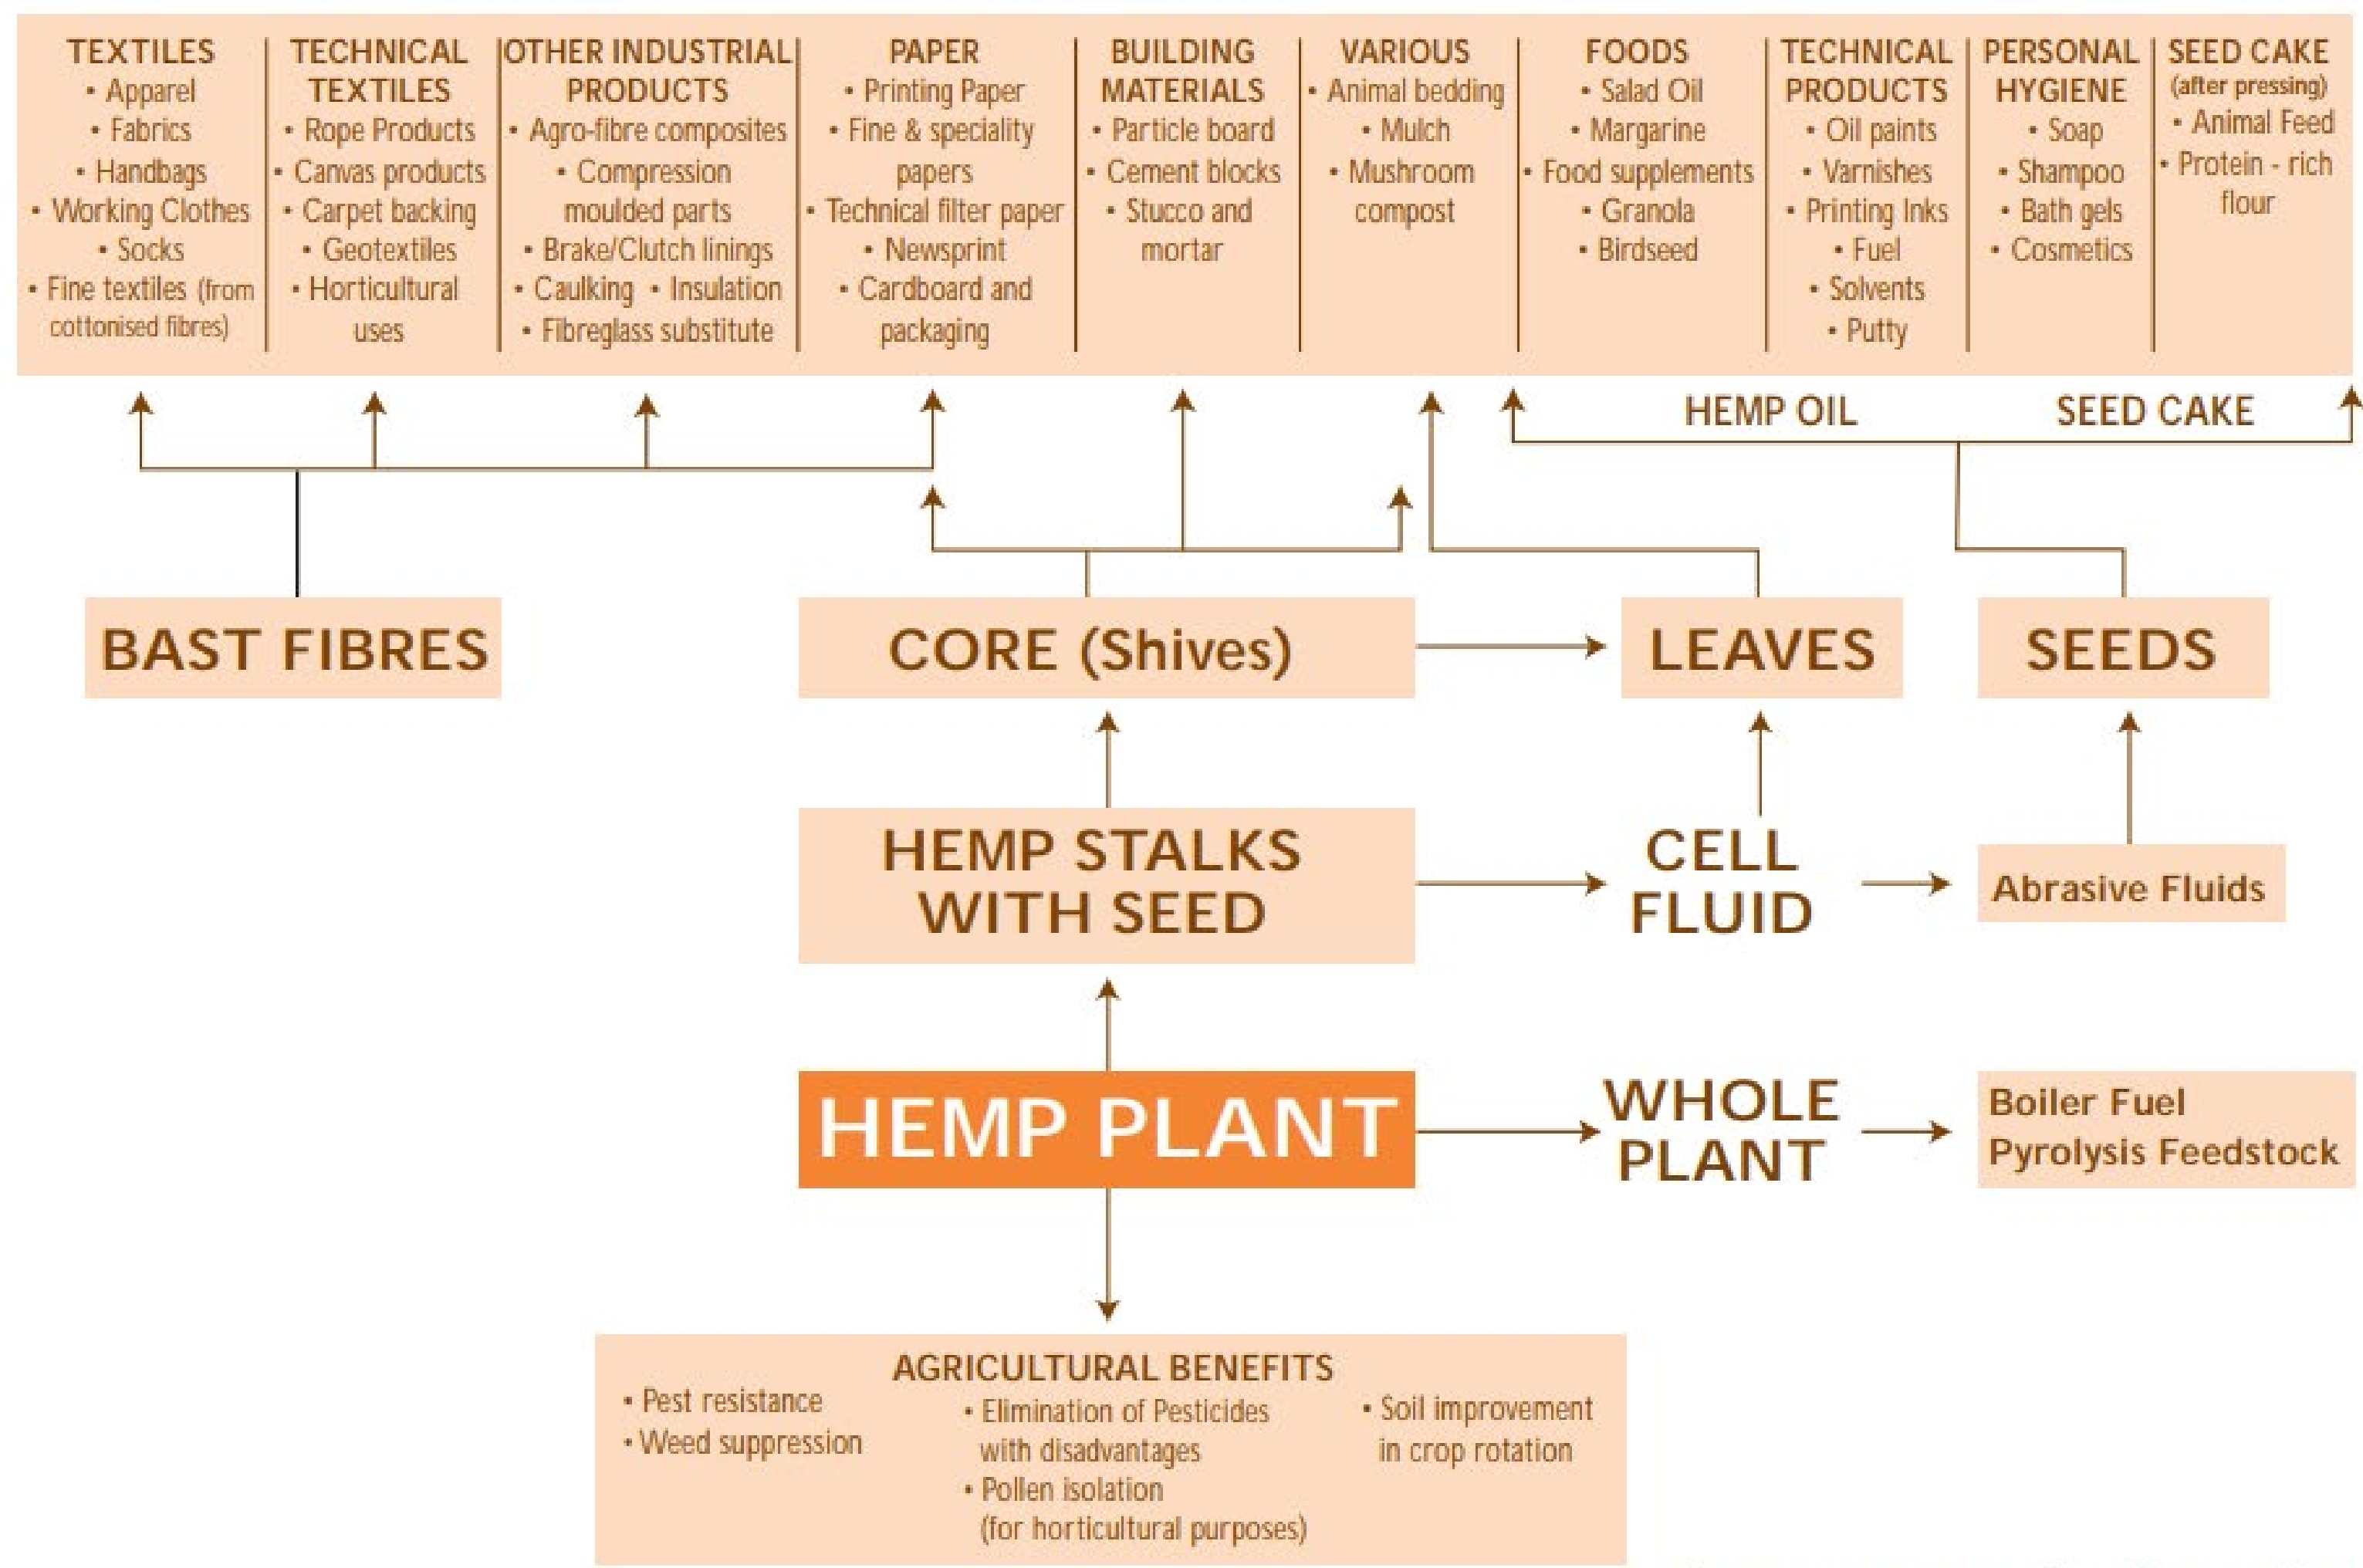 TEXTILES
• Apparel
• Fabrics
• Handbags
• Working Clothes
• Socks
• Fine textiles (from
cottonised fibres)
TECHNICAL
TEXTILES
• Rope Products
• Canvas products
• Carpet backing
• Geotextiles
• Horticultural
uses
OTHER INDUSTRIAL
PRODUCTS
• Agro-fibre composites
• Compression
moulded parts
• Brake/Clutch linings
• Caulking • Insulation
• Fibreglass substitute
PAPER
• Printing Paper
• Fine & speciality
papers
• Technical filter paper
• Newsprint
• Cardboard and
packaging
BUILDING
MATERIALS
• Particle board
• Cement blocks
• Stucco and
mortar
VARIOUS
• Animal bedding
• Mulch
• Mushroom
compost
FOODS
• Salad Oil
• Margarine
• Food supplements
• Granola
• Birdseed
TECHNICAL
PRODUCTS
• Oil paints
• Varnishes
• Printing Inks
• Fuel
• Solvents
• Putty
PERSONAL
HYGIENE
• Soap
• Shampoo
• Bath gels
• Cosmetics
SEED CAKE
(after pressing)
• Animal Feed
• Protein - rich
flour
HEMP OIL
SEED CAKE
BAST FIBRES
CORE (Shives)
LEAVES
SEEDS
HEMP STALKS
WITH SEED
CELL
FLUID
Abrasive Fluids
HEMP PLANT
WHOLE
PLANT
Boiler Fuel
Pyrolysis Feedstock
AGRICULTURAL BENEFITS
• Pest resistance
• Weed suppression
• Elimination of Pesticides
with disadvantages
• Pollen isolation
(for horticultural purposes)
• Soil improvement
in crop rotation